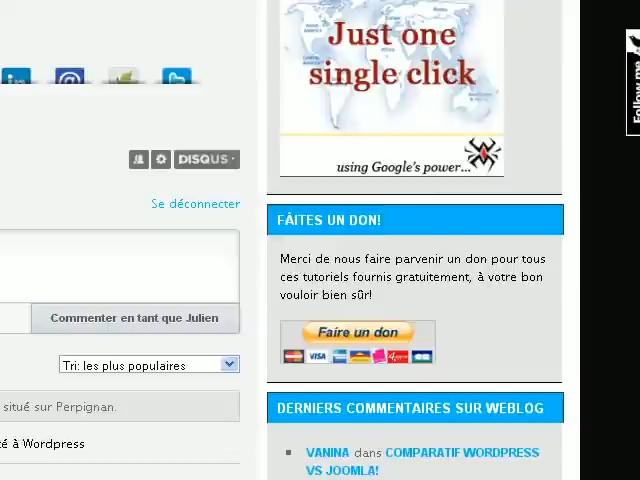 Just one
single click
using Google's power...
Follow me
DISQUS
Se déconnecter
FAITES UN DON!
Merci de nous faire parvenir un don pour tous
ces tutoriels fournis gratuitement, à votre bon
vouloir bien sûr!
Commenter en tant que Julien
Faire un don
VISA
Tri: les plus populaires
situé sur Perpignan.
té à Wordpress
DERNIERS COMMENTAIRES SUR WEBLOG
VANINA dans COMPARATIF WORDPRESS
VS JOOMLA!